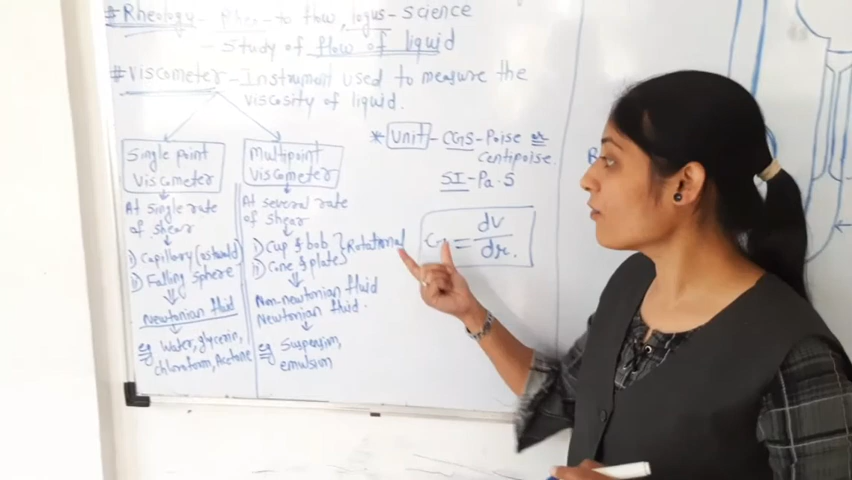 # Rheology - Rheo - to flow, logus - science
- Study of flow of liquid
# Viscometer - Instrument used to measure the
viscosity of liquid.
* Unit - CGS - Poise or
Centipoise.
SI - Pa.S
Single point
Viscometer
At single rate
of shear
i) Capillary (ostwald)
ii) Falling sphere
Newtonian fluid
eg Water, glycerin,
chloroform, Acetone
Multipoint
Viscometer
At several rate
of shear
i) Cup & bob } Rotational
ii) Cone & plate
Non-newtonian fluid
Newtonian fluid.
eg Suspension,
emulsion
G = dv
dr.